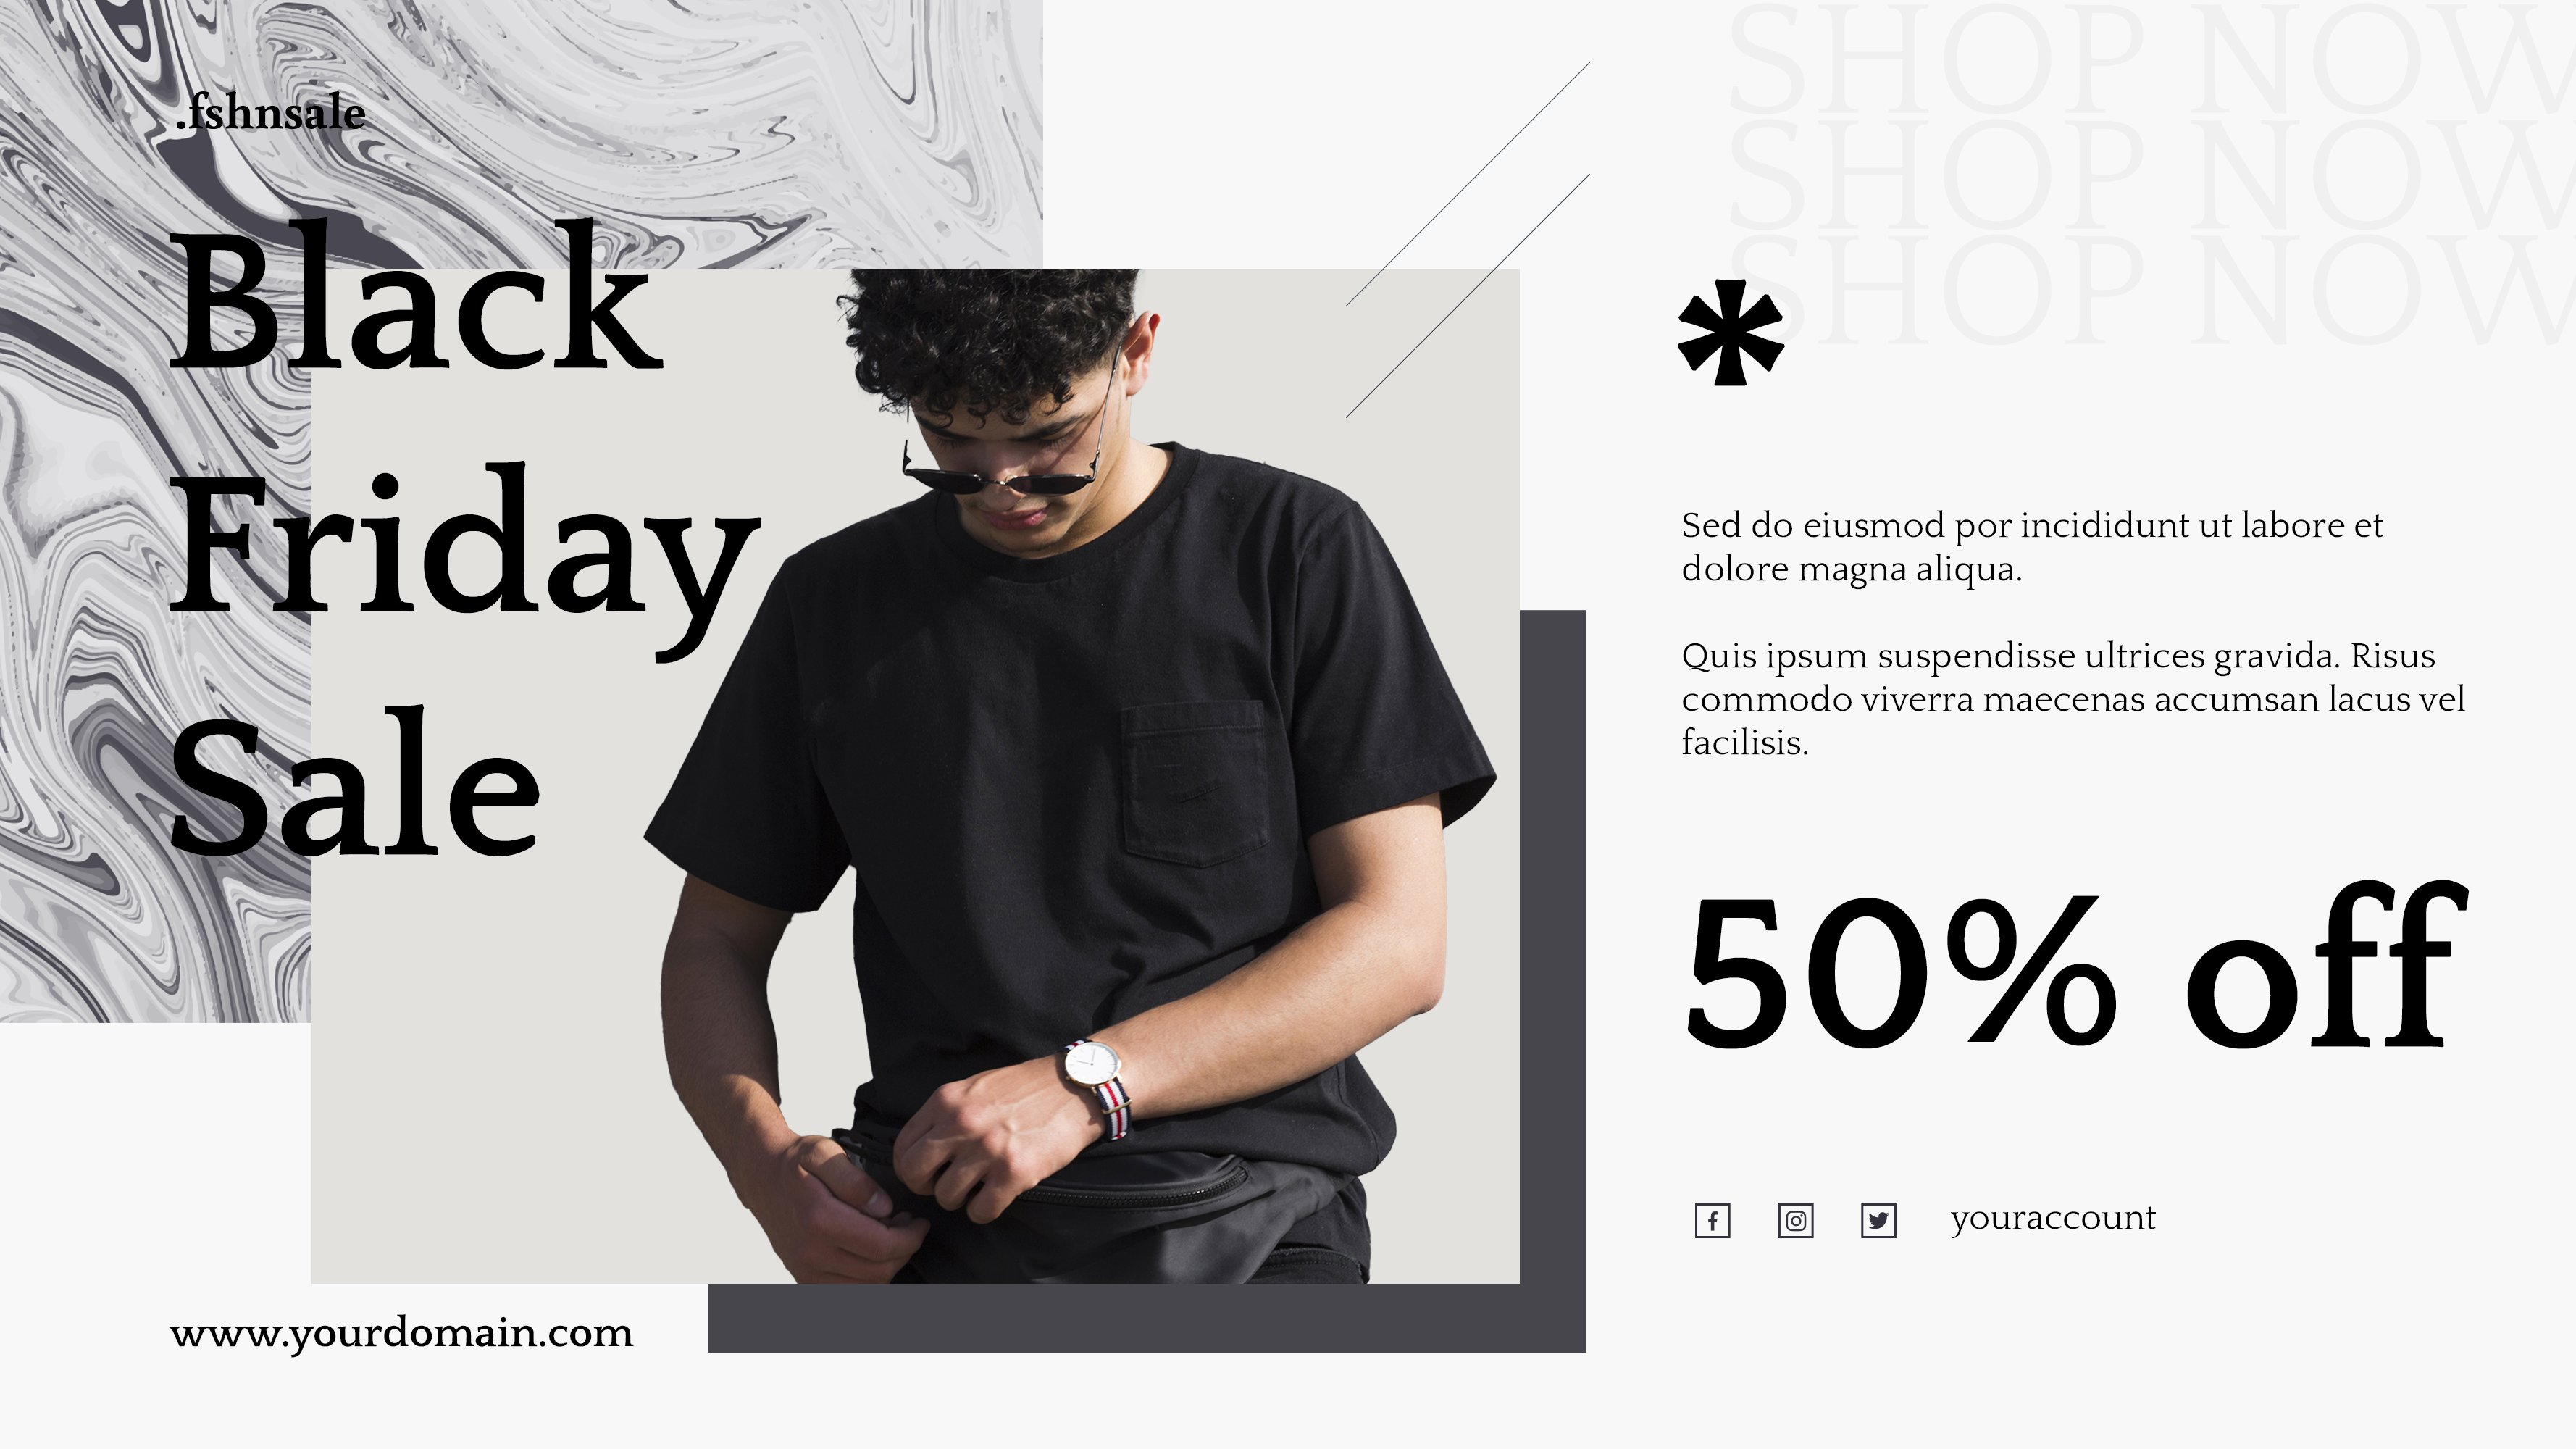 .fshnsale
Black
Friday
Sale
www.yourdomain.com
SHOP NOW
SHOP NOW
SHOP NOW
*
Sed do eiusmod por incididunt ut labore et
dolore magna aliqua.
Quis ipsum suspendisse ultrices gravida. Risus
commodo viverra maecenas accumsan lacus vel
facilisis.
50% off
youraccount